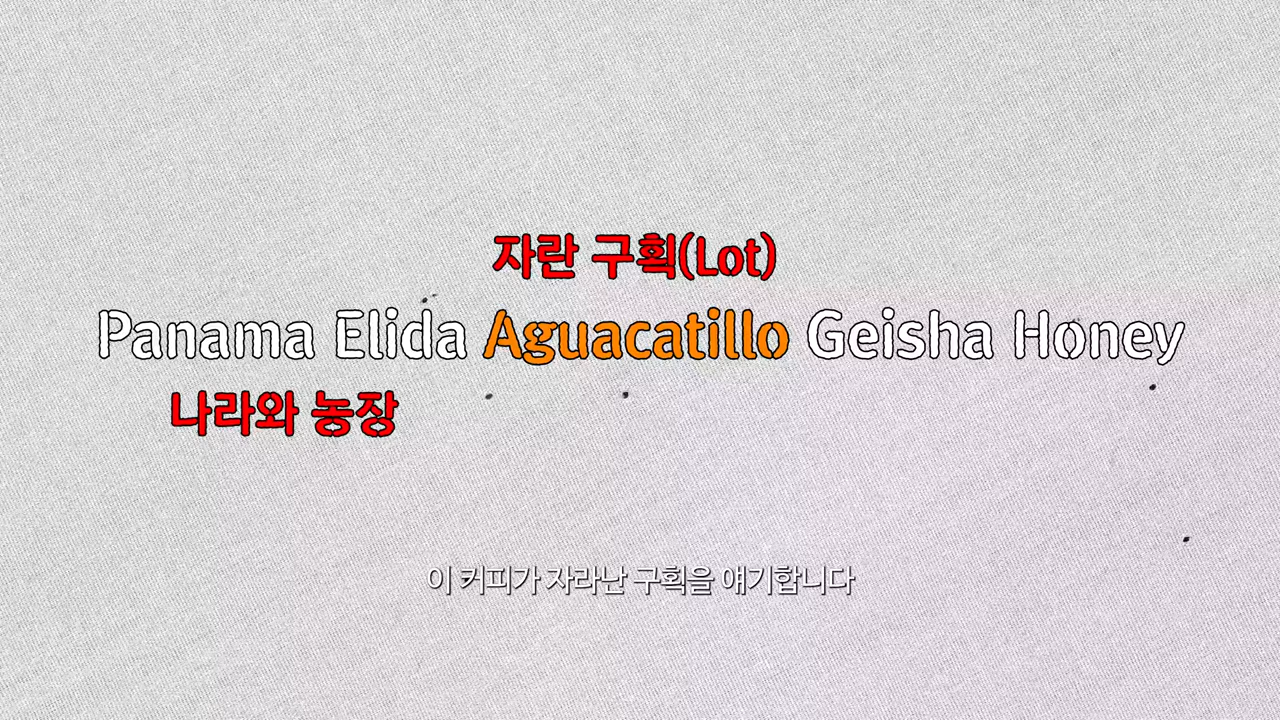 자란 구획(Lot)
Panama Elida Aguacatillo Geisha Honey
나라와 농장
이 커피가 자라난 구획을 얘기합니다